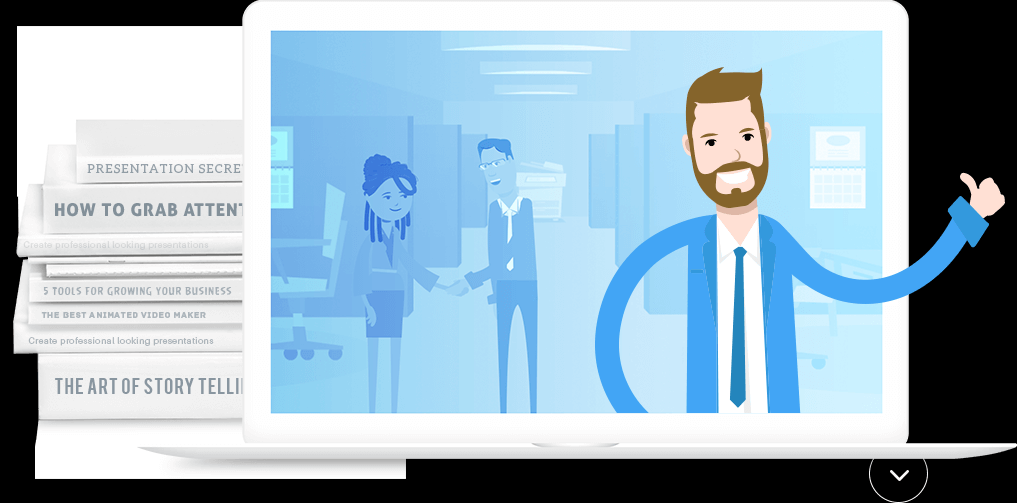 PRESENTATION SECRE
HOW TO GRAB ATTENT
Create professional looking presentations
5 TOOLS FOR GROWING YOUR BUSINESS
THE BEST ANIMATED VIDEO MAKER
Create professional looking presentations
THE ART OF STORY TELLI